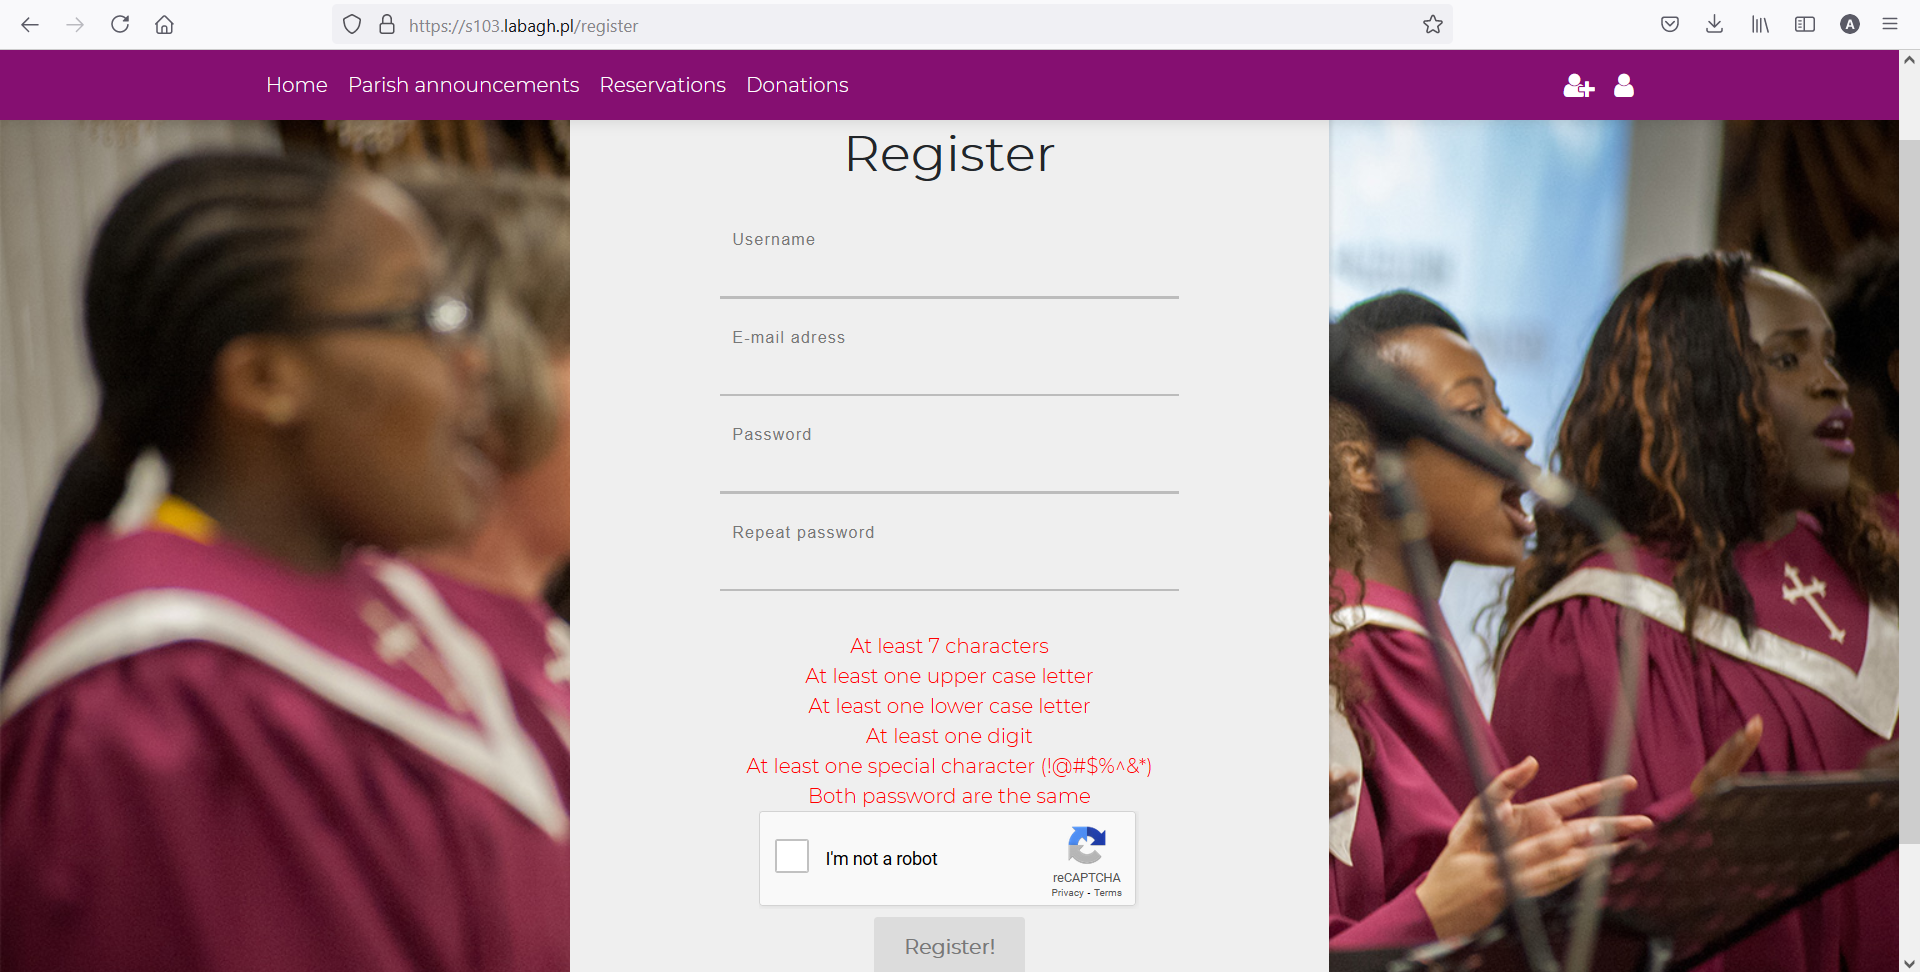 https://s103.labagh.pl/register
A
Home Parish announcements Reservations Donations
Register
Username
E-mail adress
Password
Repeat password
At least 7 characters
At least one upper case letter
At least one lower case letter
At least one digit
At least one special character (!@#$%^&*)
Both password are the same
I'm not a robot
reCAPTCHA
Privacy - Terms
Register!